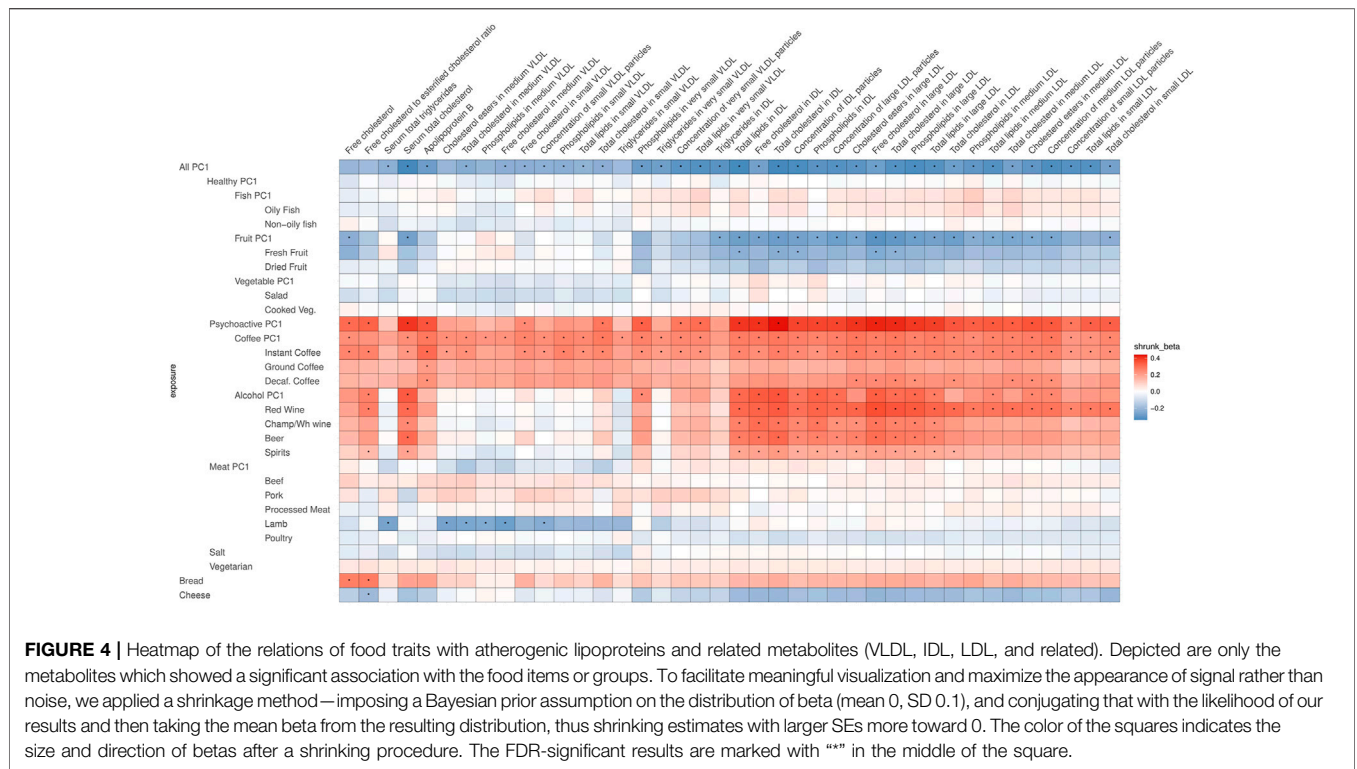 Free cholesterol
Free cholesterol to esterified cholesterol ratio
Serum total triglycerides
Serum total cholesterol
Apolipoprotein B
Cholesterol esters in medium VLDL
Total cholesterol in medium VLDL
Phospholipids in medium VLDL
Free cholesterol in medium VLDL
Free cholesterol in small VLDL
Concentration of small VLDL particles
Phospholipids in small VLDL
Total lipids in small VLDL
Total cholesterol in small VLDL
Triglycerides in small VLDL
Phospholipids in very small VLDL
Triglycerides in very small VLDL
Concentration of very small VLDL particles
Total lipids in very small VLDL
Triglycerides in IDL
Total lipids in IDL
Free cholesterol in IDL
Total cholesterol in IDL
Concentration of IDL particles
Phospholipids in IDL
Concentration of large LDL particles
Cholesterol esters in large LDL
Free cholesterol in large LDL
Total cholesterol in large LDL
Phospholipids in large LDL
Total lipids in large LDL
Total cholesterol in LDL
Phospholipids in medium LDL
Total lipids in medium LDL
Total cholesterol in medium LDL
Cholesterol esters in medium LDL
Concentration of medium LDL particles
Concentration of small LDL particles
Total lipids in small LDL
Total cholesterol in small LDL
exposure
All PC1
Healthy PC1
Fish PC1
Oily Fish
Non-oily fish
Fruit PC1
Fresh Fruit
Dried Fruit
Vegetable PC1
Salad
Cooked Veg.
Psychoactive PC1
Coffee PC1
Instant Coffee
Ground Coffee
Decaf. Coffee
Alcohol PC1
Red Wine
Champ/Wh wine
Beer
Spirits
Meat PC1
Beef
Pork
Processed Meat
Lamb
Poultry
Salt
Vegetarian
Bread
Cheese
shrunk_beta
0.4
0.2
0.0
−0.2
FIGURE 4 | Heatmap of the relations of food traits with atherogenic lipoproteins and related metabolites (VLDL, IDL, LDL, and related). Depicted are only the
metabolites which showed a significant association with the food items or groups. To facilitate meaningful visualization and maximize the appearance of signal rather than
noise, we applied a shrinkage method—imposing a Bayesian prior assumption on the distribution of beta (mean 0, SD 0.1), and conjugating that with the likelihood of our
results and then taking the mean beta from the resulting distribution, thus shrinking estimates with larger SEs more toward 0. The color of the squares indicates the
size and direction of betas after a shrinking procedure. The FDR-significant results are marked with “*” in the middle of the square.